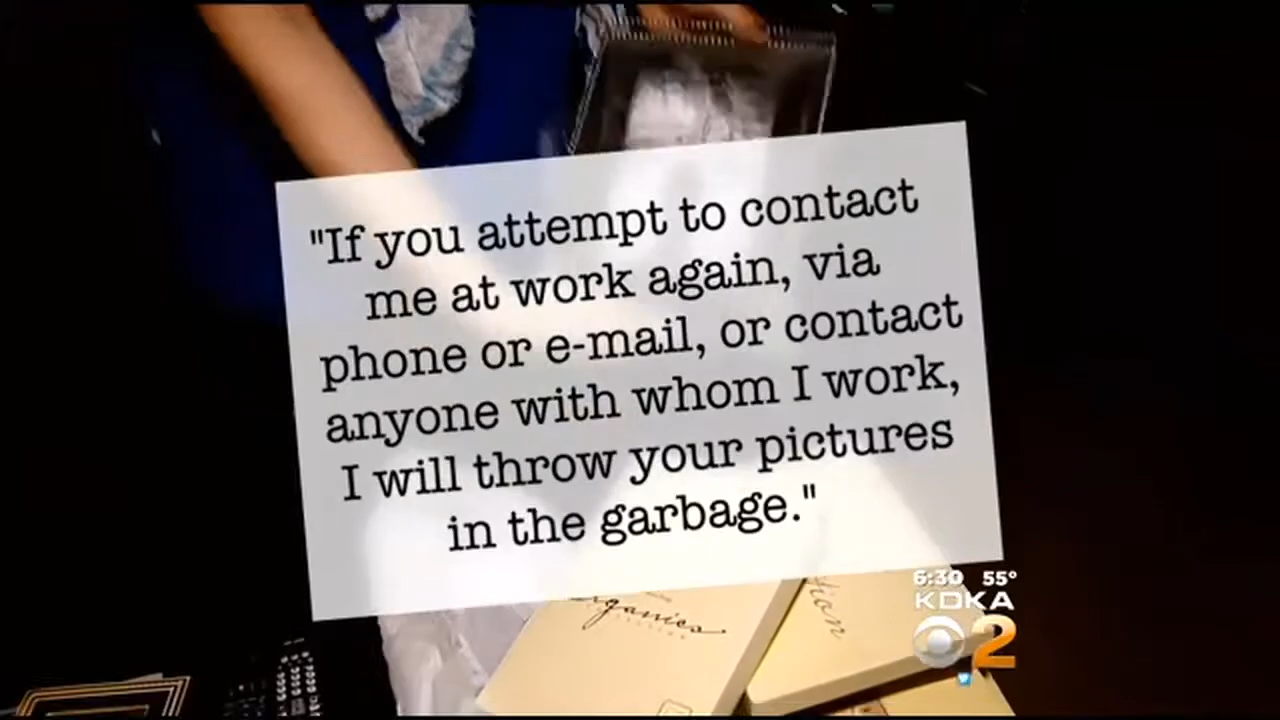 "If you attempt to contact
me at work again, via
phone or e-mail, or contact
anyone with whom I work,
I will throw your pictures
in the garbage."
6:30 55°
KDKA
2